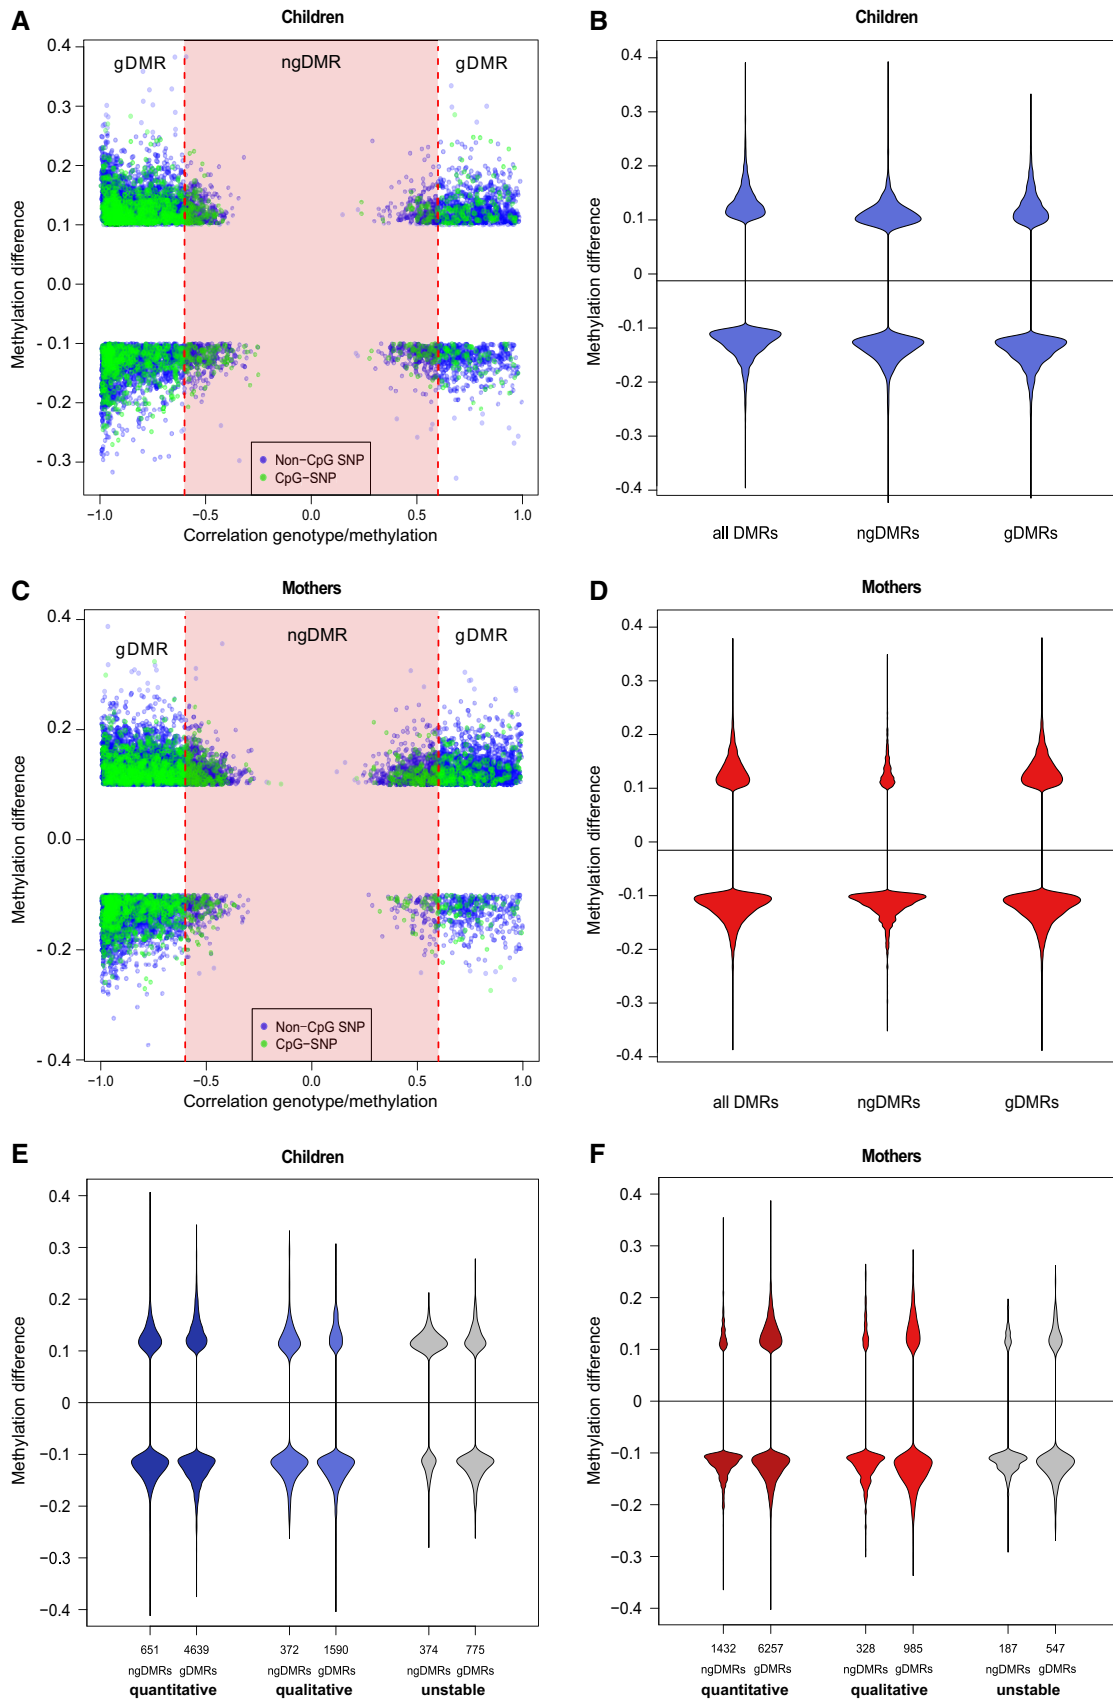 A
Children
gDMR
ngDMR
gDMR
0.4
0.3
0.2
0.1
0.0
- 0.1
- 0.2
- 0.3
Methylation difference
Non-CpG SNP
CpG-SNP
−1.0
−0.5
0.0
0.5
1.0
Correlation genotype/methylation
B
Children
0.4
0.3
0.2
0.1
0
-0.1
-0.2
-0.3
-0.4
Methylation difference
all DMRs
ngDMRs
gDMRs
C
Mothers
gDMR
ngDMR
gDMR
0.4
0.2
0.0
- 0.2
- 0.4
Methylation difference
Non-CpG SNP
CpG-SNP
−1.0
−0.5
0.0
0.5
1.0
Correlation genotype/methylation
D
Mothers
0.4
0.3
0.2
0.1
0
-0.1
-0.2
-0.3
-0.4
Methylation difference
all DMRs
ngDMRs
gDMRs
E
Children
0.4
0.3
0.2
0.1
0
−0.1
−0.2
−0.3
−0.4
Methylation difference
651 4639 372 1590 374 775
ngDMRs gDMRs ngDMRs gDMRs ngDMRs gDMRs
quantitative qualitative unstable
F
Mothers
0.4
0.3
0.2
0.1
0
−0.1
−0.2
−0.3
−0.4
Methylation difference
1432 6257 328 985 187 547
ngDMRs gDMRs ngDMRs gDMRs ngDMRs gDMRs
quantitative qualitative unstable